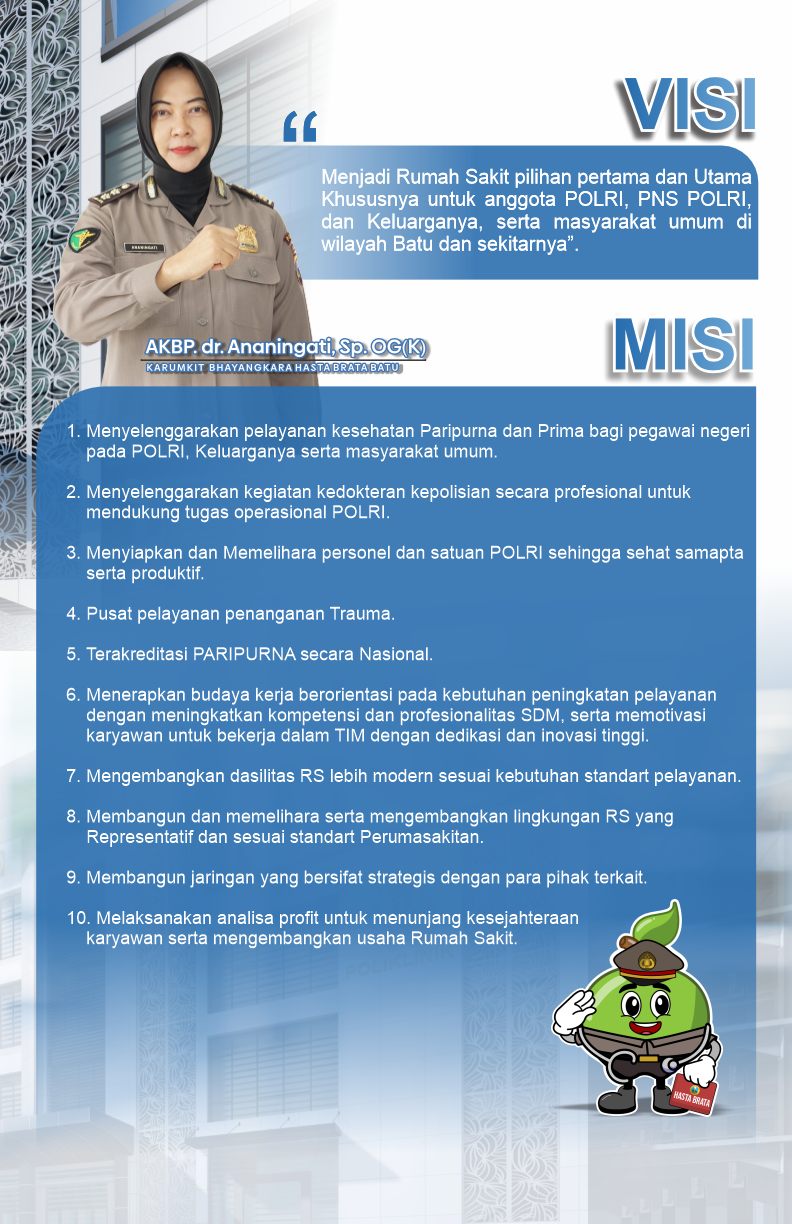 VISI
“
Menjadi Rumah Sakit pilihan pertama dan Utama
Khususnya untuk anggota POLRI, PNS POLRI,
dan Keluarganya, serta masyarakat umum di
wilayah Batu dan sekitarnya”.
ANANINGATI
AKBP. dr. Ananingati, Sp. OG(K)
KARUMKIT BHAYANGKARA HASTA BRATA BATU
MISI
1. Menyelenggarakan pelayanan kesehatan Paripurna dan Prima bagi pegawai negeri
pada POLRI, Keluarganya serta masyarakat umum.
2. Menyelenggarakan kegiatan kedokteran kepolisian secara profesional untuk
mendukung tugas operasional POLRI.
3. Menyiapkan dan Memelihara personel dan satuan POLRI sehingga sehat samapta
serta produktif.
4. Pusat pelayanan penanganan Trauma.
5. Terakreditasi PARIPURNA secara Nasional.
6. Menerapkan budaya kerja berorientasi pada kebutuhan peningkatan pelayanan
dengan meningkatkan kompetensi dan profesionalitas SDM, serta memotivasi
karyawan untuk bekerja dalam TIM dengan dedikasi dan inovasi tinggi.
7. Mengembangkan dasilitas RS lebih modern sesuai kebutuhan standart pelayanan.
8. Membangun dan memelihara serta mengembangkan lingkungan RS yang
Representatif dan sesuai standart Perumasakitan.
9. Membangun jaringan yang bersifat strategis dengan para pihak terkait.
10. Melaksanakan analisa profit untuk menunjang kesejahteraan
karyawan serta mengembangkan usaha Rumah Sakit.
HASTA BRATA